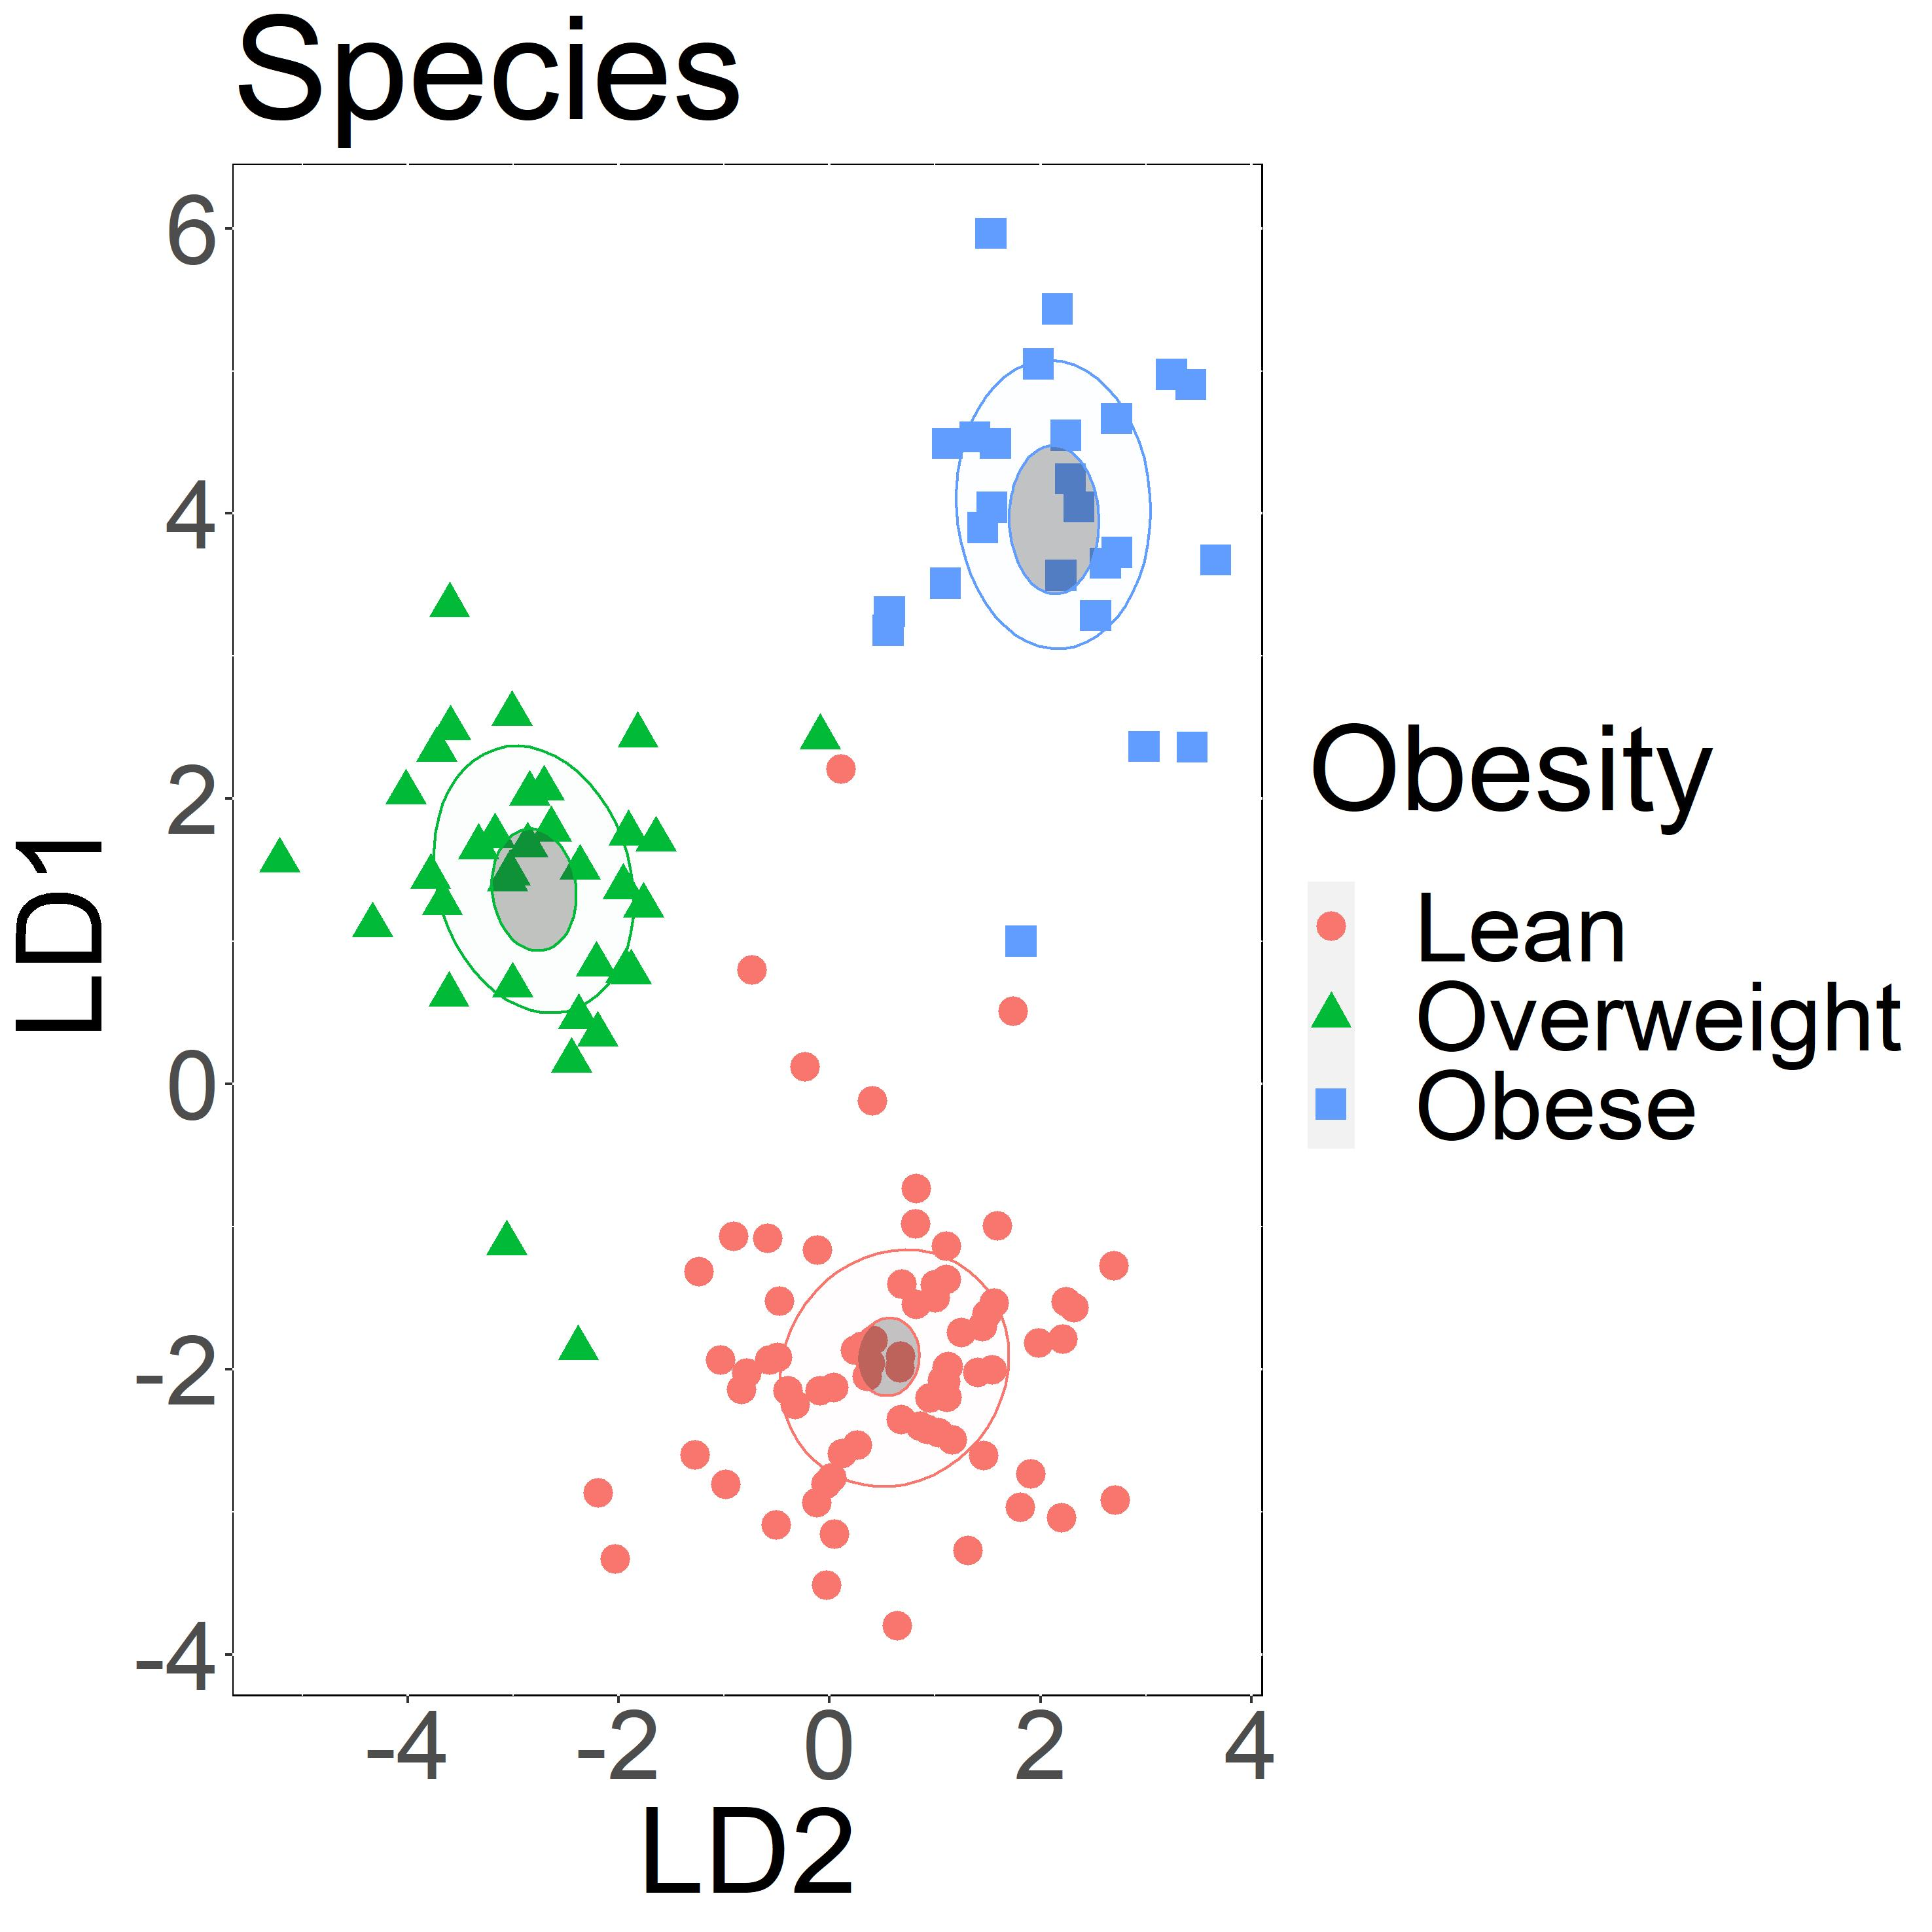 Species
6
4
2
0
-2
-4
LD1
-4 -2 0 2 4
LD2
Obesity
Lean
Overweight
Obese